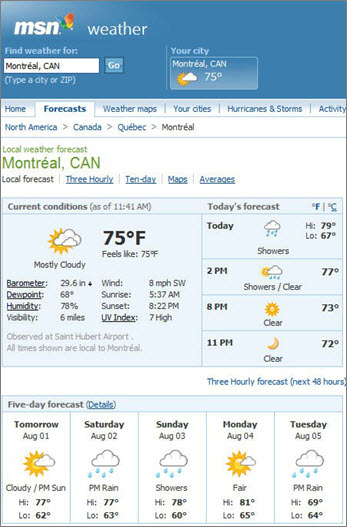 msn weather
Find weather for:
Montréal, CAN Go
(Type a city or ZIP)
Your city
Montréal, CAN
75°
Home Forecasts Weather maps Your cities Hurricanes & Storms Activity
North America > Canada > Québec > Montréal
Local weather forecast
Montréal, CAN
Local forecast | Three Hourly | Ten-day | Maps | Averages
Current conditions (as of 11:41 AM)
75°F
Feels like: 75°F
Mostly Cloudy
Barometer: 29.6 in Wind: 8 mph SW
Dewpoint: 68° Sunrise: 5:37 AM
Humidity: 78% Sunset: 8:22 PM
Visibility: 6 miles UV Index: 7 High
Observed at Saint Hubert Airport .
All times shown are local to Montréal.
Today's forecast °F | °C
Today Hi: 79°
Lo: 67°
Showers
2 PM 77°
Showers / Clear
8 PM 73°
Clear
11 PM 72°
Clear
Three Hourly forecast (next 48 hours)
Five-day forecast (Details)
Tomorrow Saturday Sunday Monday Tuesday
Aug 01 Aug 02 Aug 03 Aug 04 Aug 05
Cloudy / PM Sun PM Rain Showers Fair PM Rain
Hi: 77° Hi: 77° Hi: 78° Hi: 81° Hi: 69°
Lo: 62° Lo: 63° Lo: 60° Lo: 65° Lo: 64°